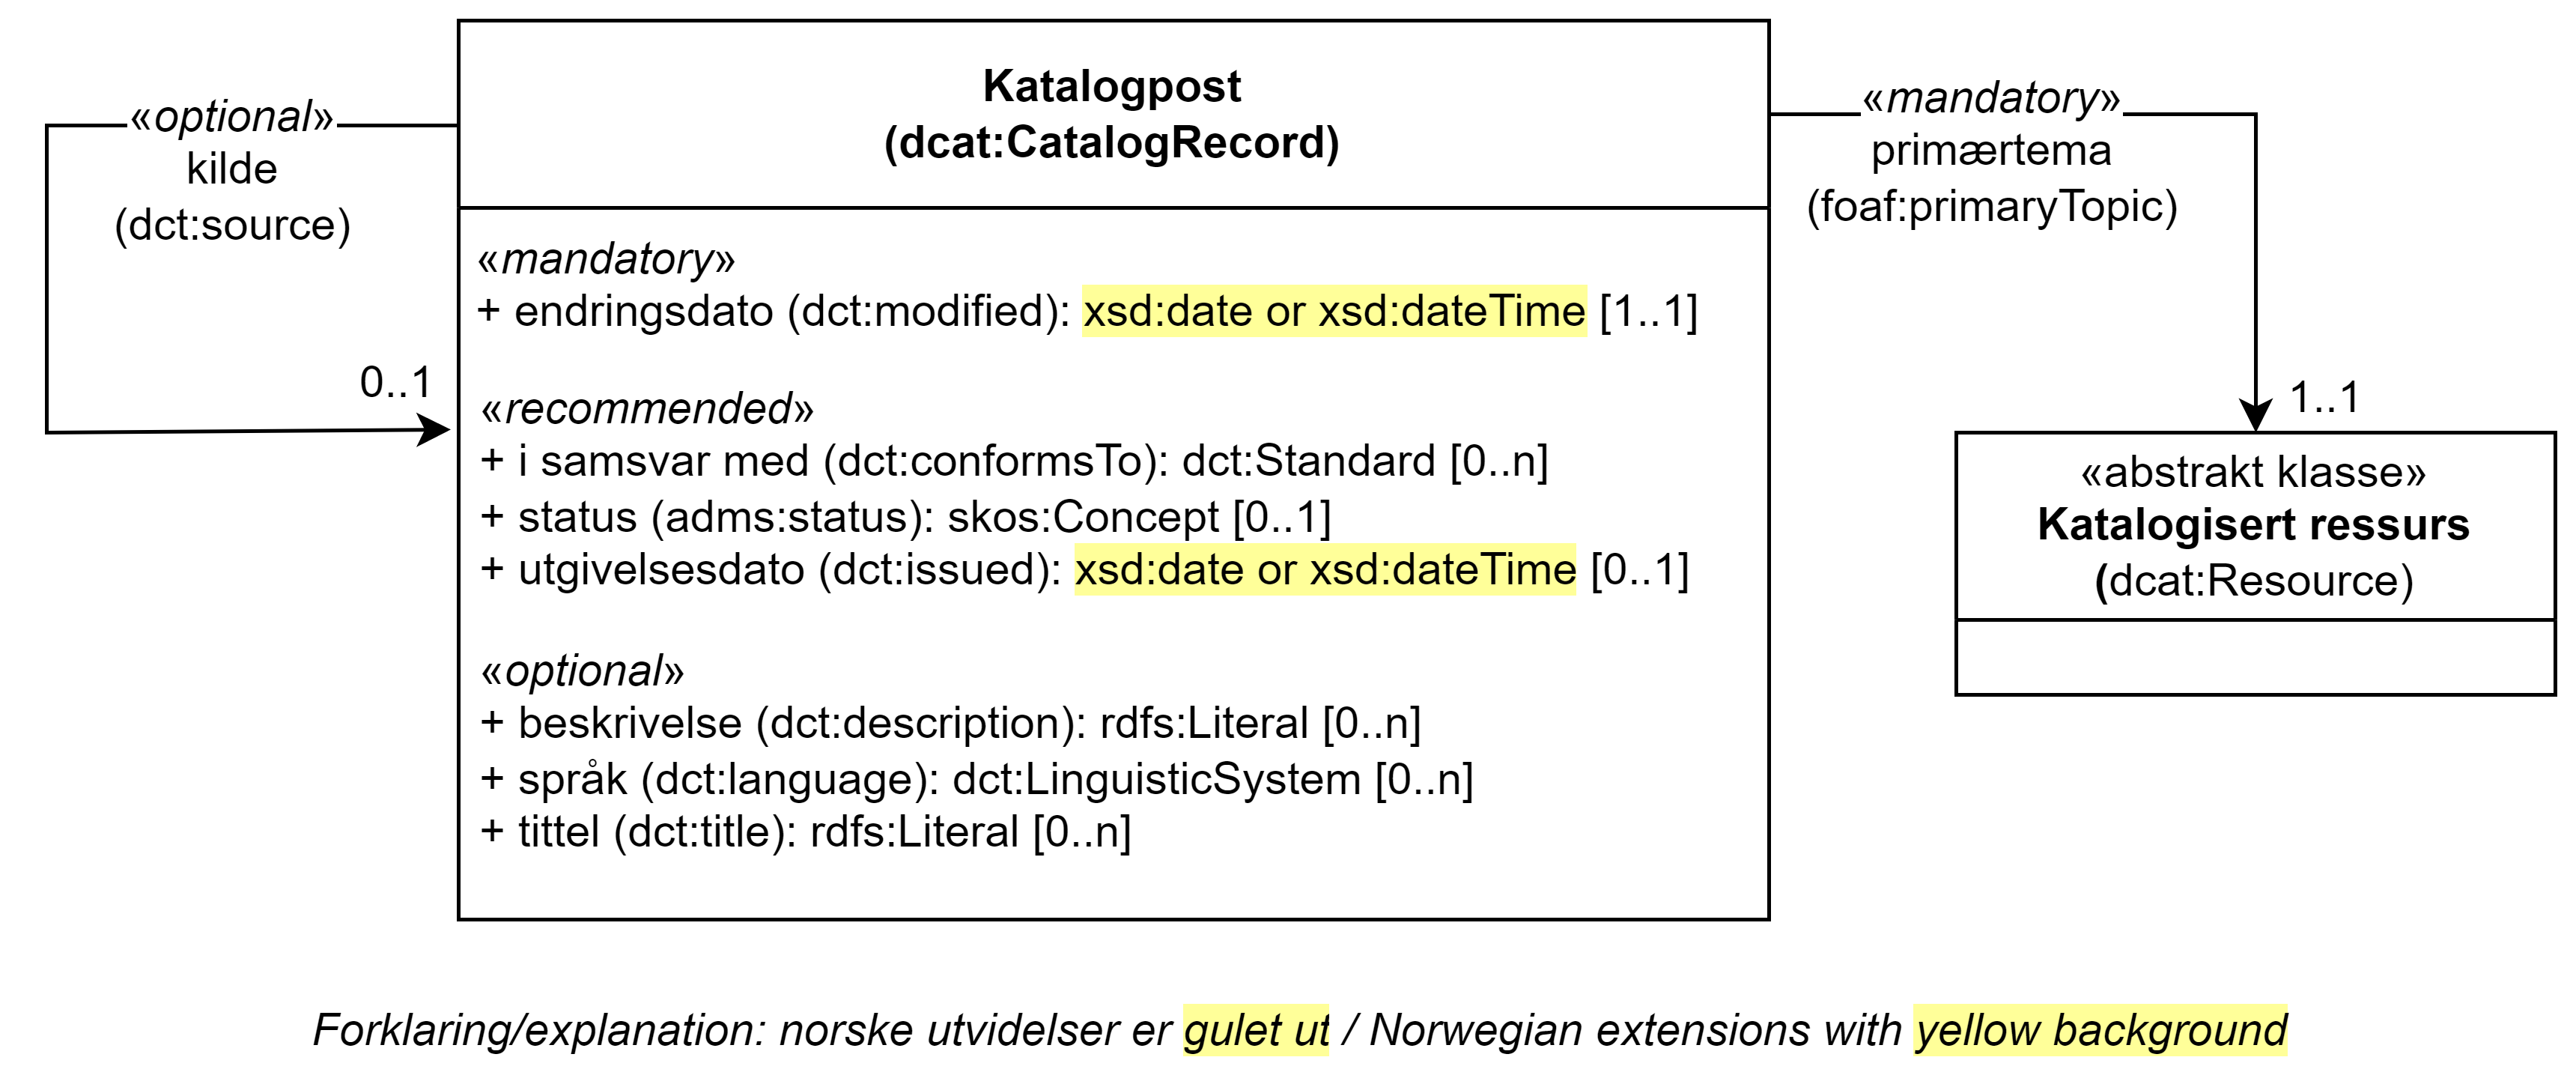 «optional»
kilde
(dct:source)
0..1
Katalogpost
(dcat:CatalogRecord)
«mandatory»
+ endringsdato (dct:modified): xsd:date or xsd:dateTime [1..1]
«recommended»
+ i samsvar med (dct:conformsTo): dct:Standard [0..n]
+ status (adms:status): skos:Concept [0..1]
+ utgivelsesdato (dct:issued): xsd:date or xsd:dateTime [0..1]
«optional»
+ beskrivelse (dct:description): rdfs:Literal [0..n]
+ språk (dct:language): dct:LinguisticSystem [0..n]
+ tittel (dct:title): rdfs:Literal [0..n]
«mandatory»
primærtema
(foaf:primaryTopic)
1..1
«abstrakt klasse»
Katalogisert ressurs
(dcat:Resource)
Forklaring/explanation: norske utvidelser er gulet ut / Norwegian extensions with yellow background